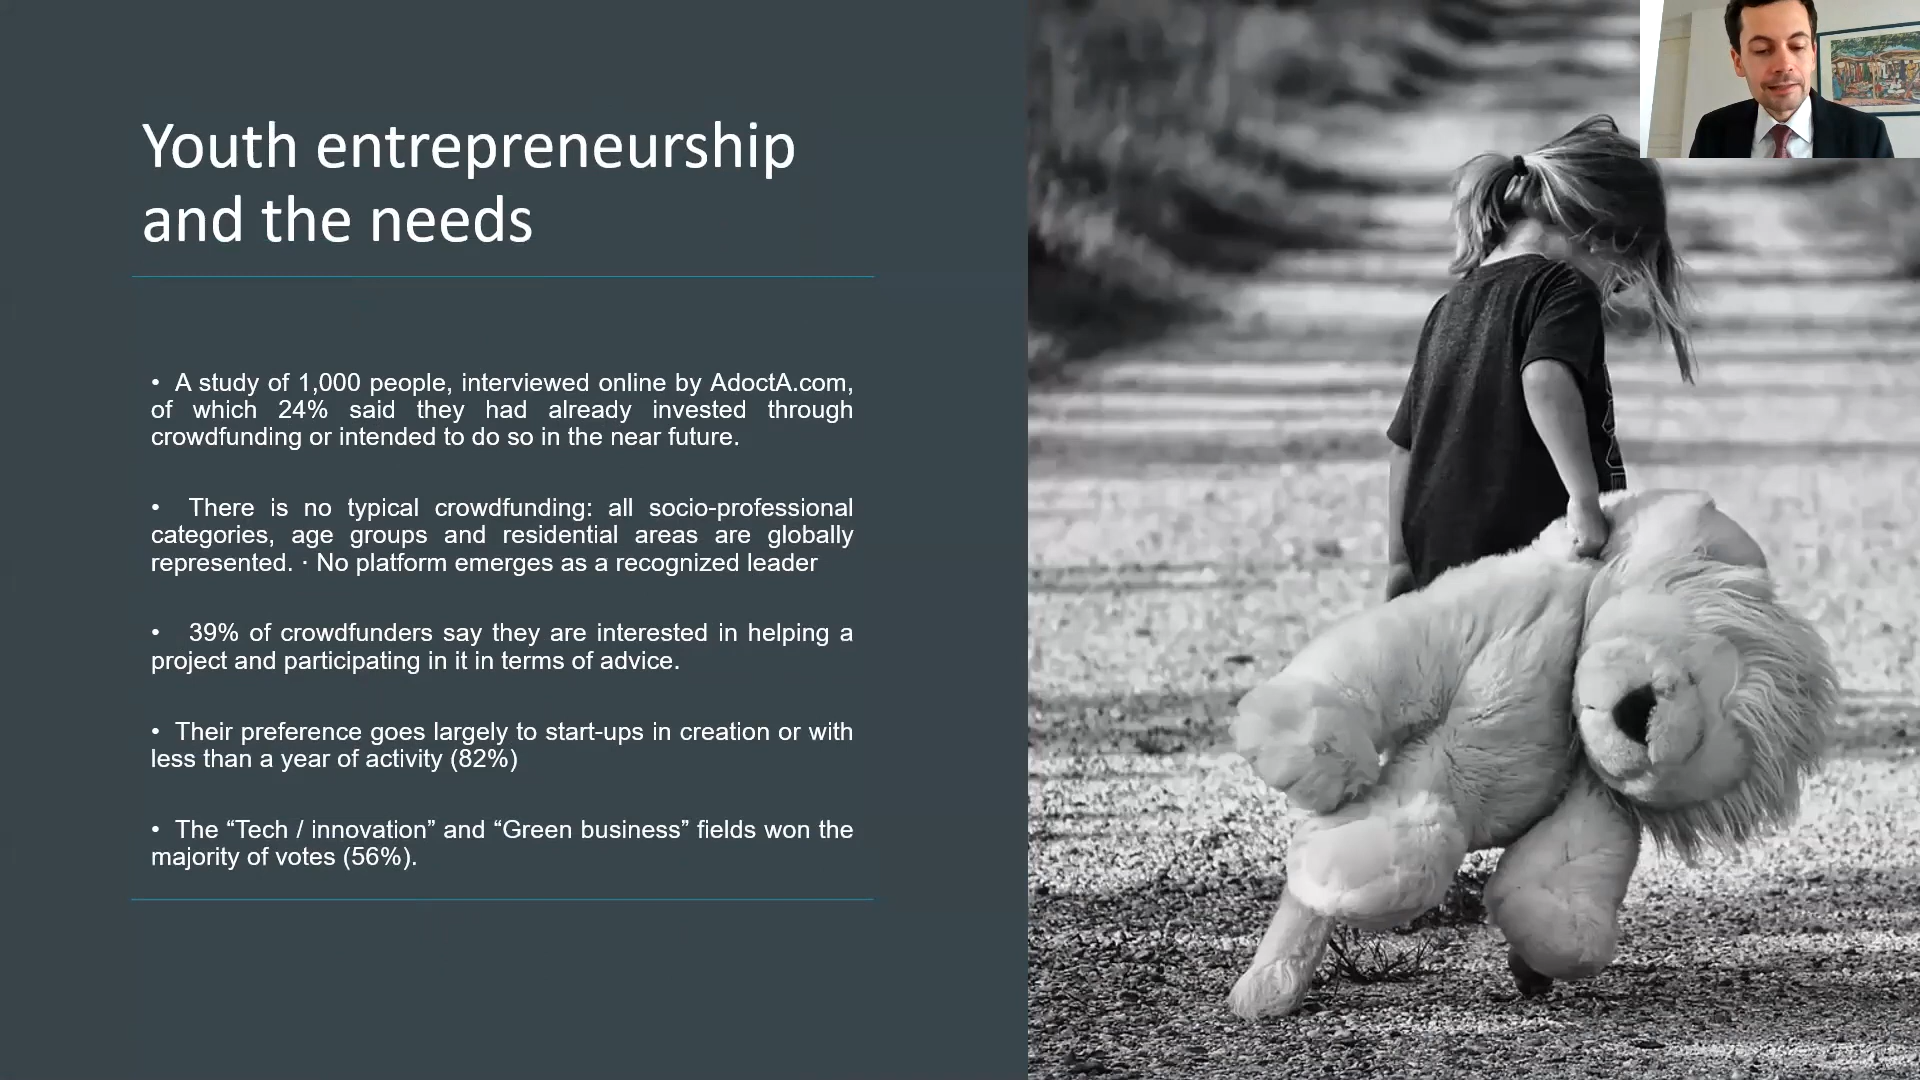 Youth entrepreneurship
and the needs
• A study of 1,000 people, interviewed online by AdoctA.com,
of which 24% said they had already invested through
crowdfunding or intended to do so in the near future.
• There is no typical crowdfunding: all socio-professional
categories, age groups and residential areas are globally
represented. · No platform emerges as a recognized leader
• 39% of crowdfunders say they are interested in helping a
project and participating in it in terms of advice.
• Their preference goes largely to start-ups in creation or with
less than a year of activity (82%)
• The “Tech / innovation” and “Green business” fields won the
majority of votes (56%).